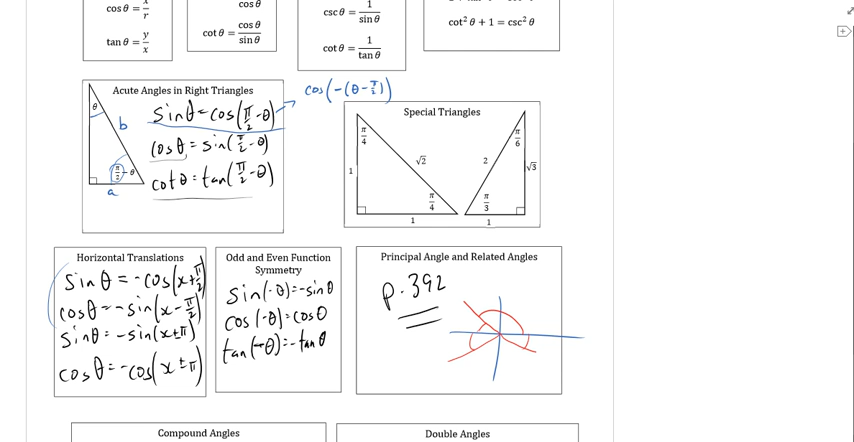 cos θ = x/r
tan θ = y/x
cos θ
cot θ = cos θ / sin θ
csc θ = 1 / sin θ
cot θ = 1 / tan θ
cot² θ + 1 = csc² θ
Acute Angles in Right Triangles
θ
b
π/2 - θ
a
sinθ = cos(π/2 - θ)
cosθ = sin(π/2 - θ)
cotθ = tan(π/2 - θ)
cos(-(θ - π/2))
Special Triangles
π/4
√2
1
π/4
1
π/6
2
√3
π/3
1
Horizontal Translations
sinθ = -cos(x + π/2)
cosθ = -sin(x - π/2)
sinθ = -sin(x ± π)
cosθ = -cos(x ± π)
Odd and Even Function
Symmetry
sin(-θ) = -sinθ
cos(-θ) = cosθ
tan(-θ) = -tanθ
Principal Angle and Related Angles
p. 392
Compound Angles
Double Angles